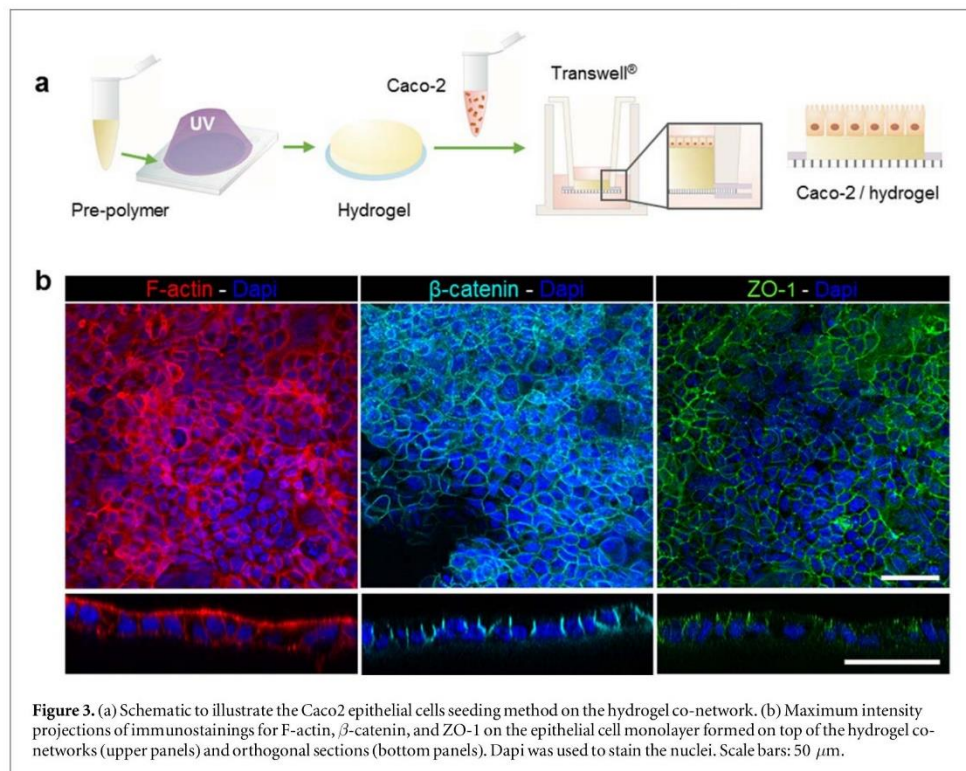 a
Caco-2
Transwell®
UV
Pre-polymer
Hydrogel
Caco-2 / hydrogel
b
F-actin - Dapi
β-catenin - Dapi
ZO-1 - Dapi
Figure 3. (a) Schematic to illustrate the Caco2 epithelial cells seeding method on the hydrogel co-network. (b) Maximum intensity
projections of immunostainings for F-actin, β-catenin, and ZO-1 on the epithelial cell monolayer formed on top of the hydrogel co-
networks (upper panels) and orthogonal sections (bottom panels). Dapi was used to stain the nuclei. Scale bars: 50 μm.